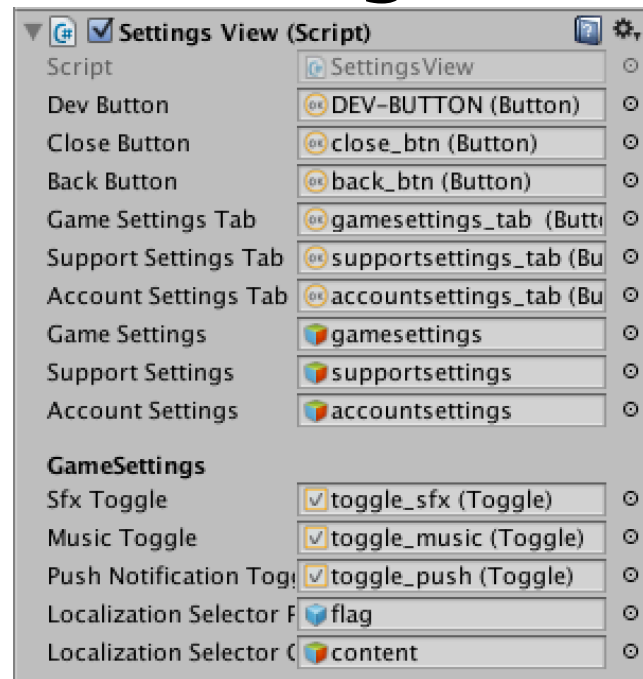 Settings View (Script)
Script SettingsView
Dev Button DEV-BUTTON (Button)
Close Button close_btn (Button)
Back Button back_btn (Button)
Game Settings Tab gamesettings_tab (Butt
Support Settings Tab supportsettings_tab (Bu
Account Settings Tab accountsettings_tab (Bu
Game Settings gamesettings
Support Settings supportsettings
Account Settings accountsettings
GameSettings
Sfx Toggle toggle_sfx (Toggle)
Music Toggle toggle_music (Toggle)
Push Notification Togg toggle_push (Toggle)
Localization Selector flag
Localization Selector content